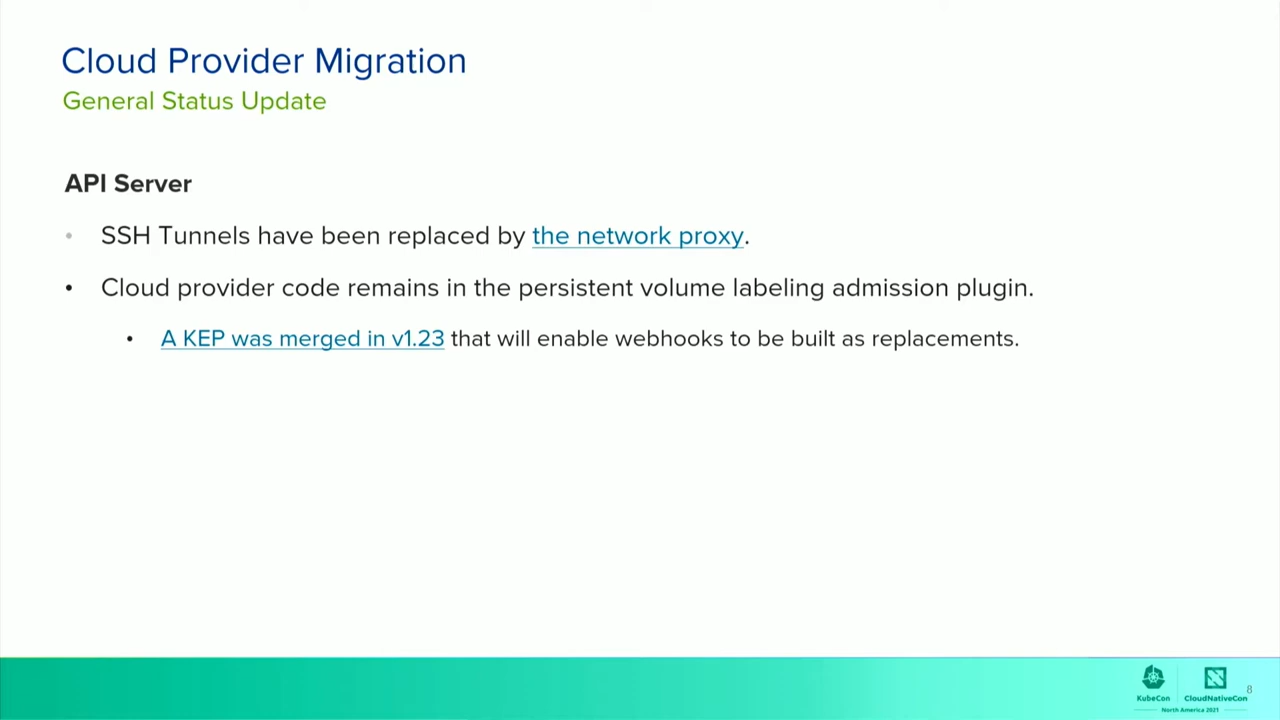 Cloud Provider Migration
General Status Update
API Server
• SSH Tunnels have been replaced by the network proxy.
• Cloud provider code remains in the persistent volume labeling admission plugin.
• A KEP was merged in v1.23 that will enable webhooks to be built as replacements.
KubeCon CloudNativeCon
North America 2021
8